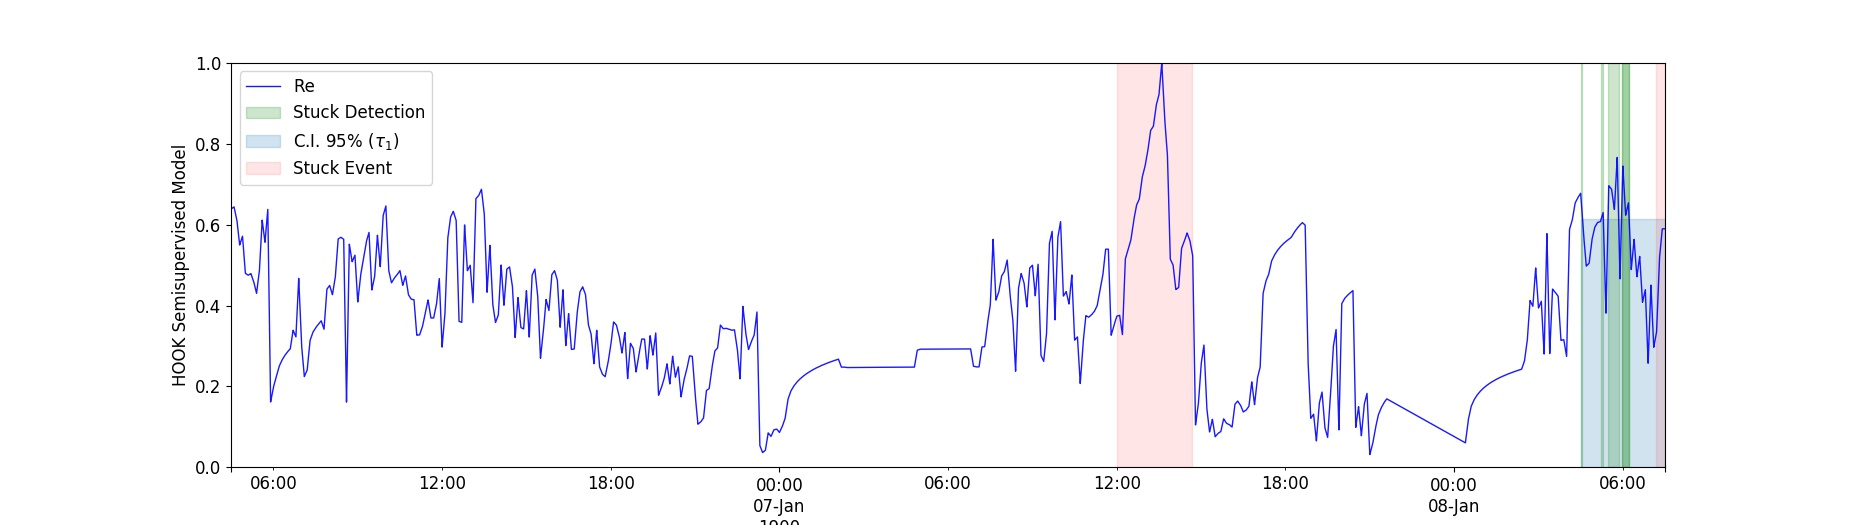 HOOK Semisupervised Model
1.0
0.8
0.6
0.4
0.2
0.0
Re
Stuck Detection
C.I. 95% (τ₁)
Stuck Event
06:00
12:00
18:00
00:00
07-Jan
1900
06:00
12:00
18:00
00:00
08-Jan
06:00